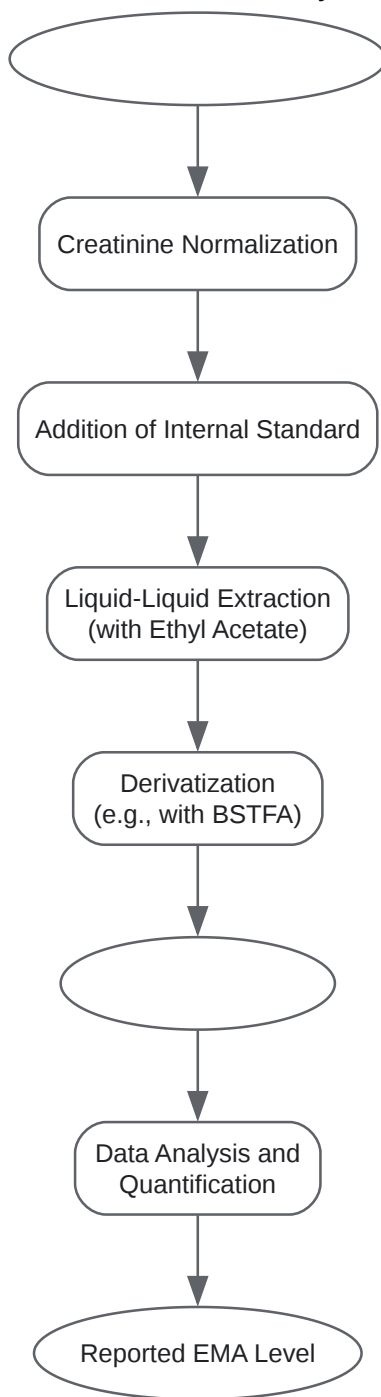 Creatinine Normalization
Addition of Internal Standard
Liquid-Liquid Extraction
(with Ethyl Acetate)
Derivatization
(e.g., with BSTFA)
Data Analysis and
Quantification
Reported EMA Level